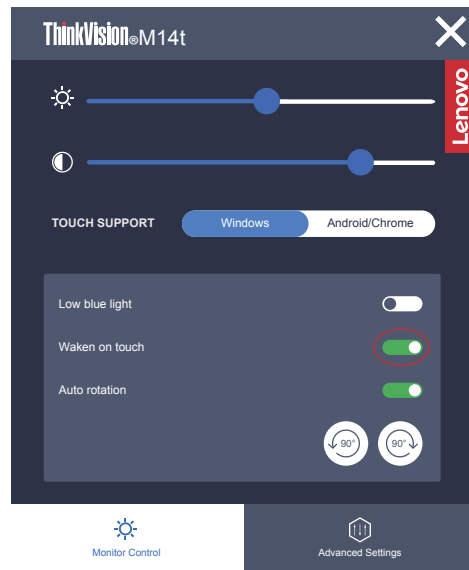 ThinkVision®M14t
Lenovo
TOUCH SUPPORT Windows Android/Chrome
Low blue light
Waken on touch
Auto rotation
90° 90°
Monitor Control Advanced Settings